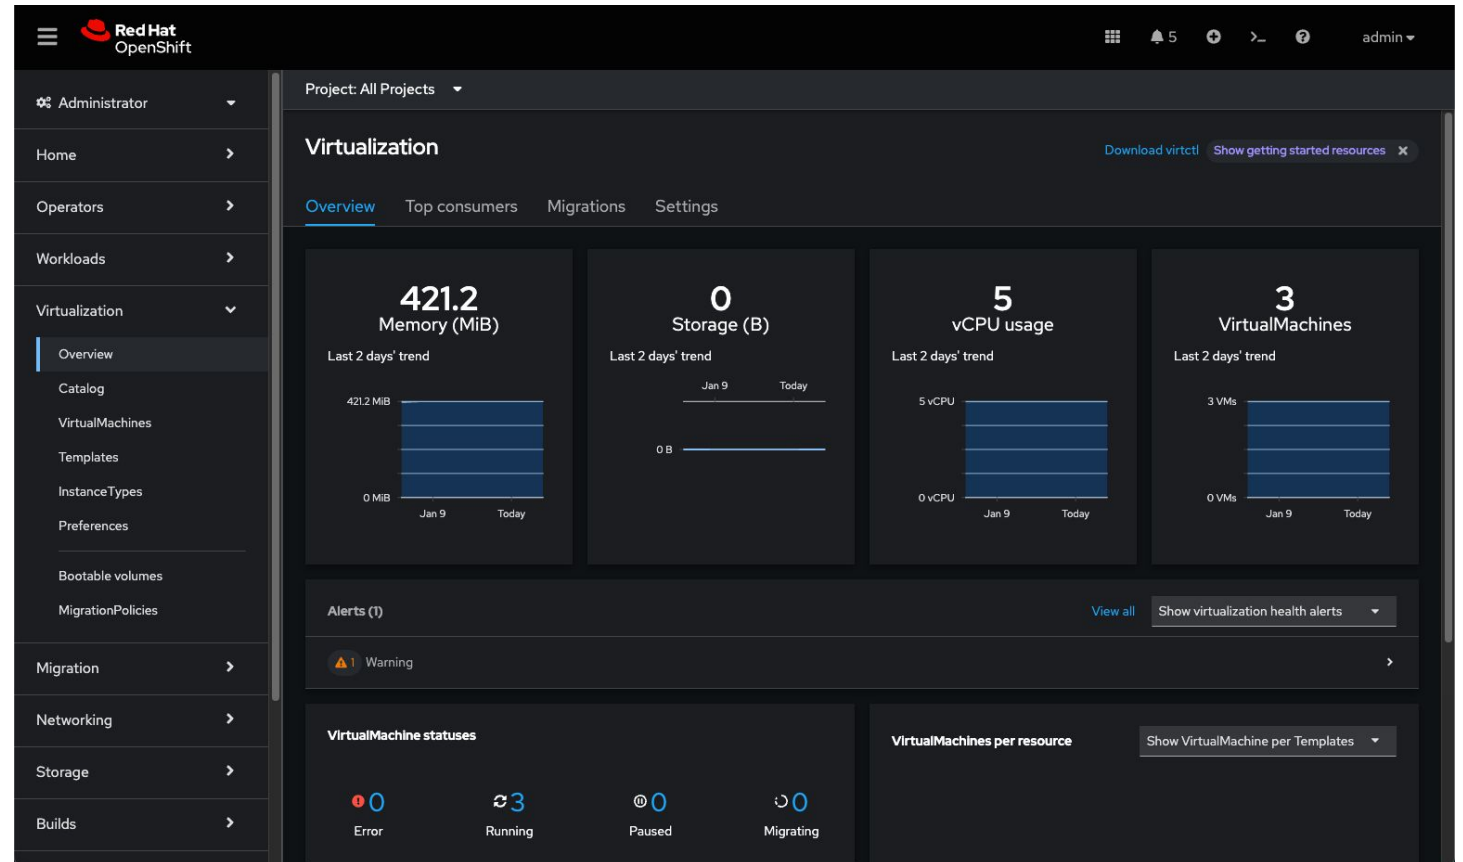 Red Hat
OpenShift
5
admin
Administrator
Home
Operators
Workloads
Virtualization
Overview
Catalog
VirtualMachines
Templates
InstanceTypes
Preferences
Bootable volumes
MigrationPolicies
Migration
Networking
Storage
Builds
Project: All Projects
Virtualization
Download virtctl Show getting started resources
Overview Top consumers Migrations Settings
421.2
Memory (MiB)
Last 2 days' trend
421.2 MiB
0 MiB
Jan 9 Today
0
Storage (B)
Last 2 days' trend
Jan 9 Today
0 B
5
vCPU usage
Last 2 days' trend
5 vCPU
0 vCPU
Jan 9 Today
3
VirtualMachines
Last 2 days' trend
3 VMs
0 VMs
Jan 9 Today
Alerts (1)
View all
Show virtualization health alerts
1 Warning
VirtualMachine statuses
0
Error
3
Running
0
Paused
0
Migrating
VirtualMachines per resource
Show VirtualMachine per Templates